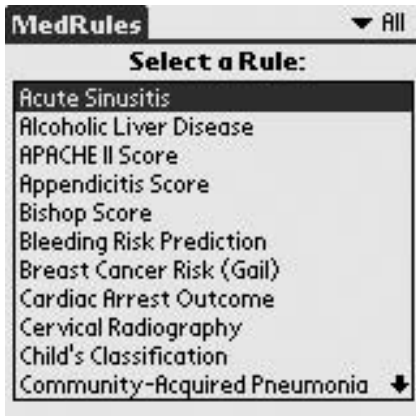 MedRules
All
Select a Rule:
Acute Sinusitis
Alcoholic Liver Disease
APACHE II Score
Appendicitis Score
Bishop Score
Bleeding Risk Prediction
Breast Cancer Risk (Gail)
Cardiac Arrest Outcome
Cervical Radiography
Child's Classification
Community-Acquired Pneumonia